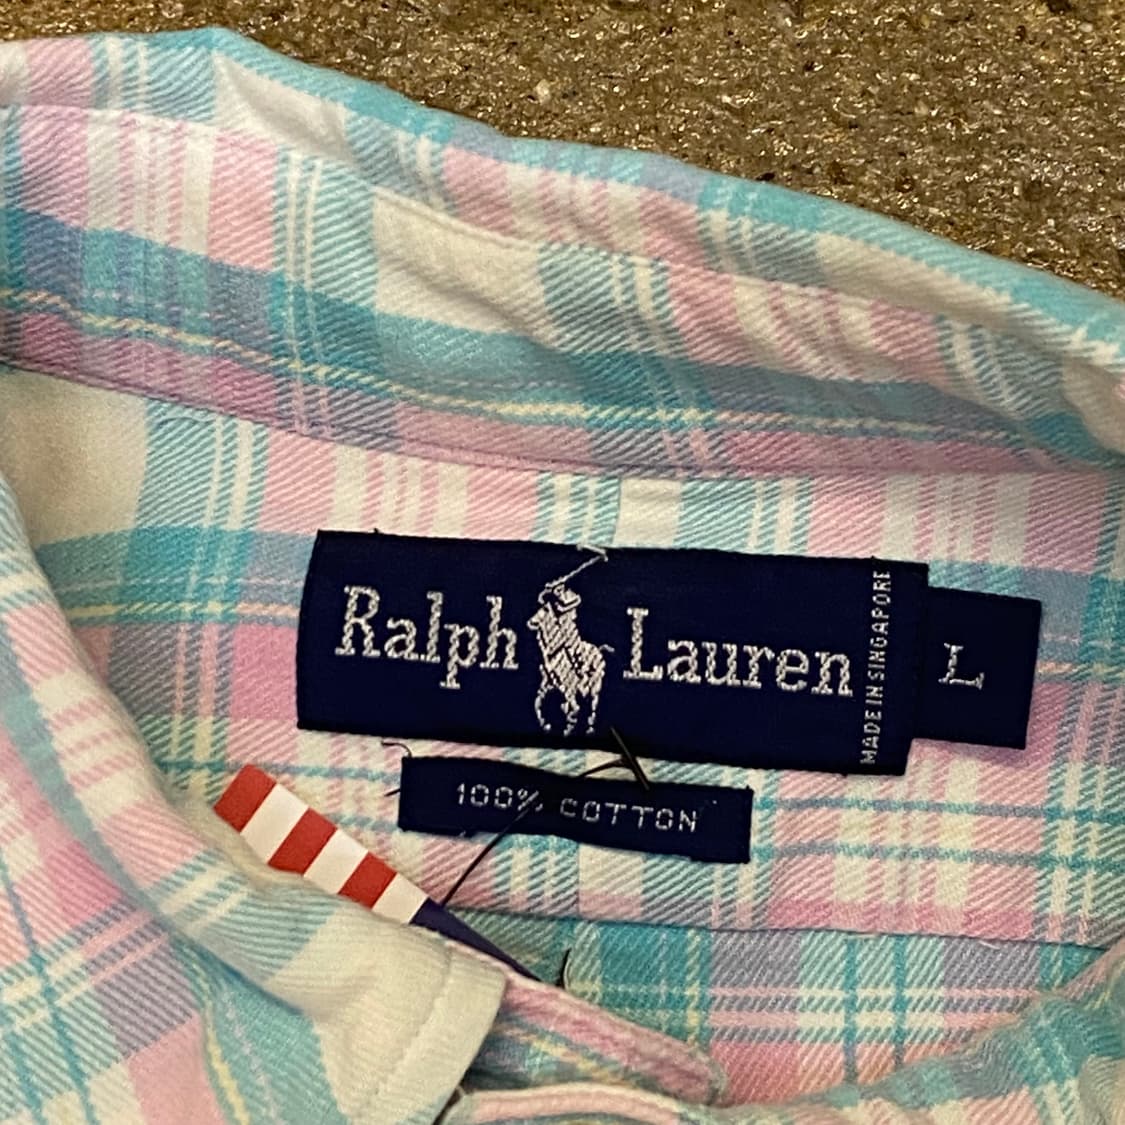 Ralph Lauren
MADE IN SINGAPORE
L
100% COTTON